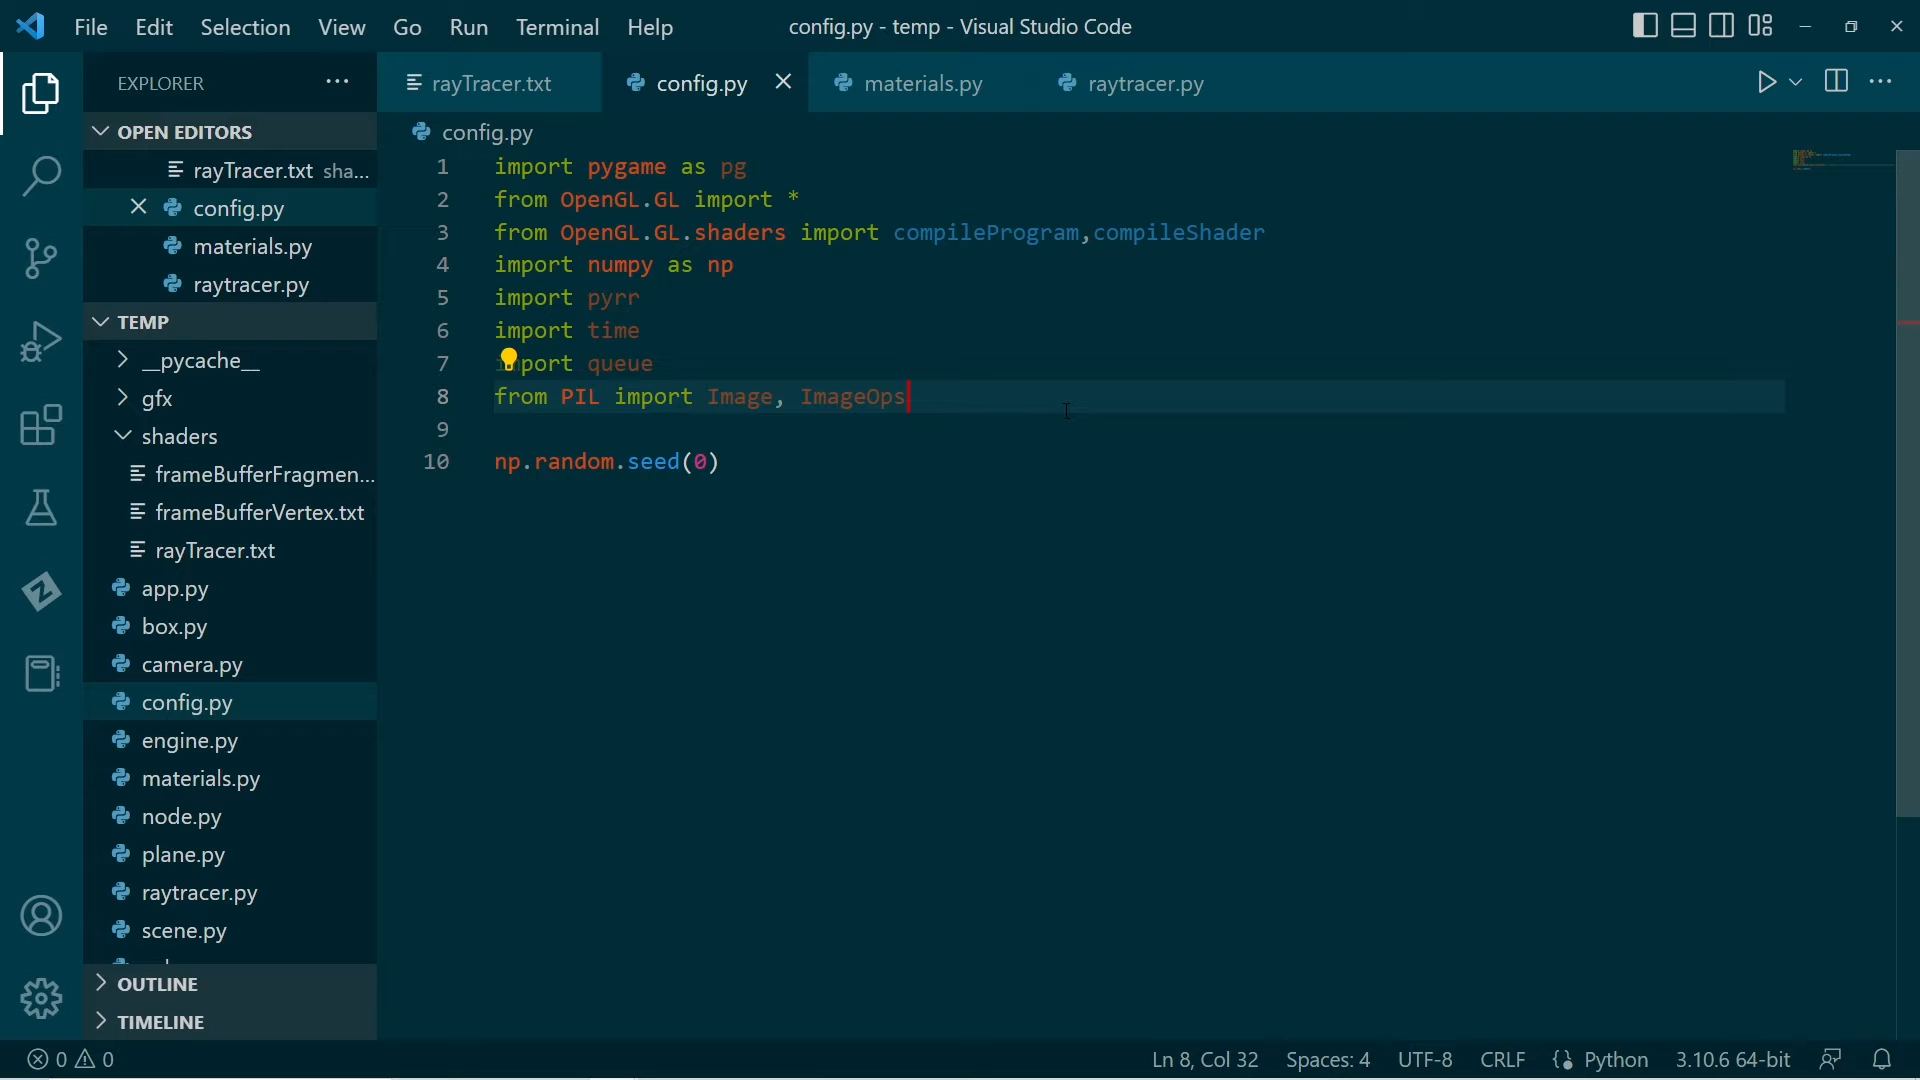 File Edit Selection View Go Run Terminal Help config.py - temp - Visual Studio Code
EXPLORER
OPEN EDITORS
rayTracer.txt sha...
config.py
materials.py
raytracer.py
TEMP
__pycache__
gfx
shaders
frameBufferFragmen...
frameBufferVertex.txt
rayTracer.txt
app.py
box.py
camera.py
config.py
engine.py
materials.py
node.py
plane.py
raytracer.py
scene.py
OUTLINE
TIMELINE
rayTracer.txt config.py materials.py raytracer.py
config.py
1 import pygame as pg
2 from OpenGL.GL import *
3 from OpenGL.GL.shaders import compileProgram,compileShader
4 import numpy as np
5 import pyrr
6 import time
7 import queue
8 from PIL import Image, ImageOps
9
10 np.random.seed(0)
0 0 Ln 8, Col 32 Spaces: 4 UTF-8 CRLF Python 3.10.6 64-bit